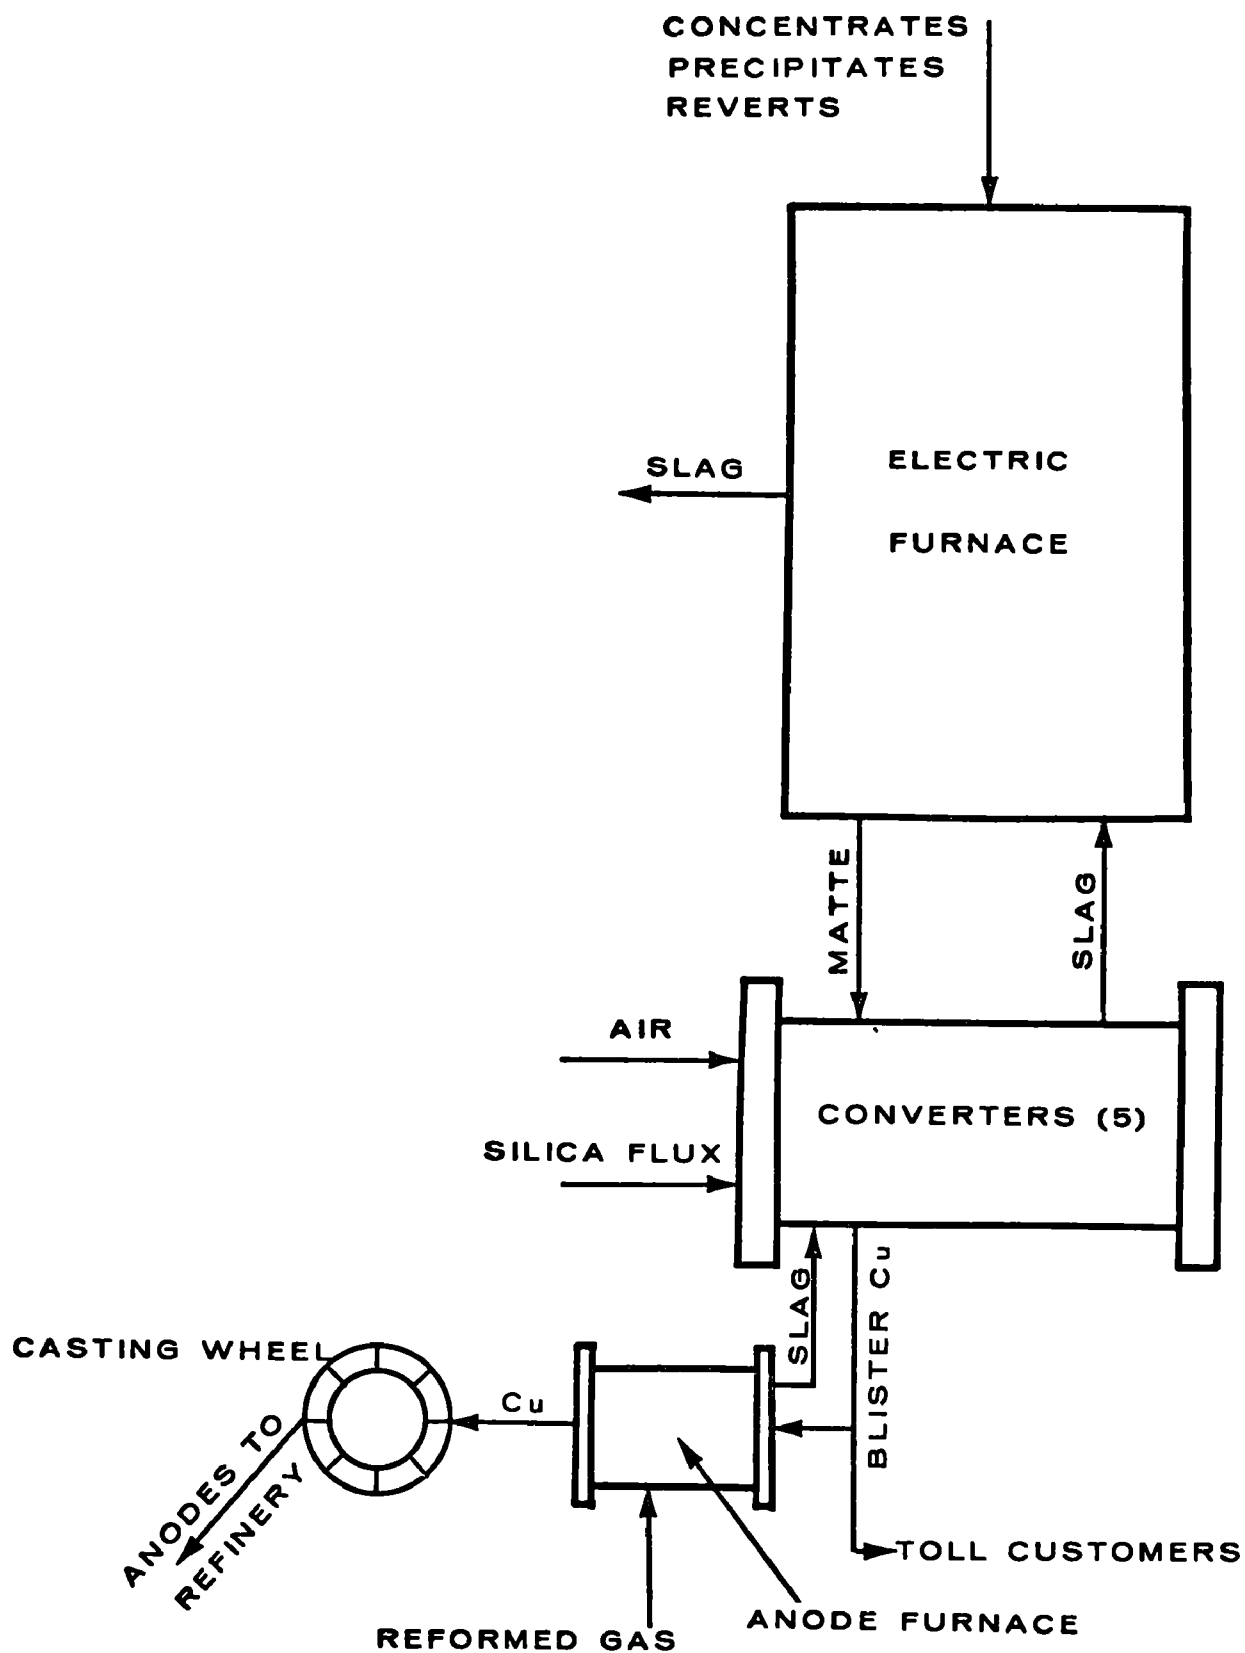 CONCENTRATES
PRECIPITATES
REVERTS
ELECTRIC
FURNACE
SLAG
MATTE
SLAG
AIR
CONVERTERS (5)
SILICA FLUX
SLAG
BLISTER Cu
CASTING WHEEL
Cu
ANODES TO
REFINERY
TOLL CUSTOMERS
ANODE FURNACE
REFORMED GAS